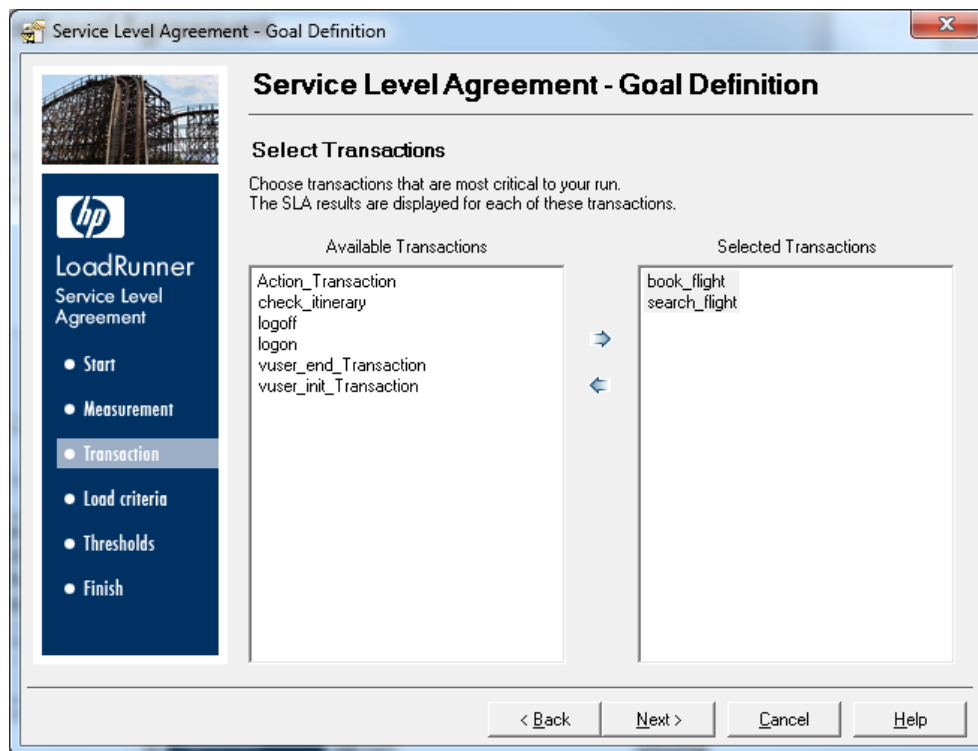 Service Level Agreement - Goal Definition
Service Level Agreement - Goal Definition
Select Transactions
Choose transactions that are most critical to your run.
The SLA results are displayed for each of these transactions.
hp
LoadRunner
Service Level
Agreement
Start
Measurement
Transaction
Load criteria
Thresholds
Finish
Available Transactions
Action_Transaction
check_itinerary
logoff
logon
vuser_end_Transaction
vuser_init_Transaction
Selected Transactions
book_flight
search_flight
< Back
Next >
Cancel
Help